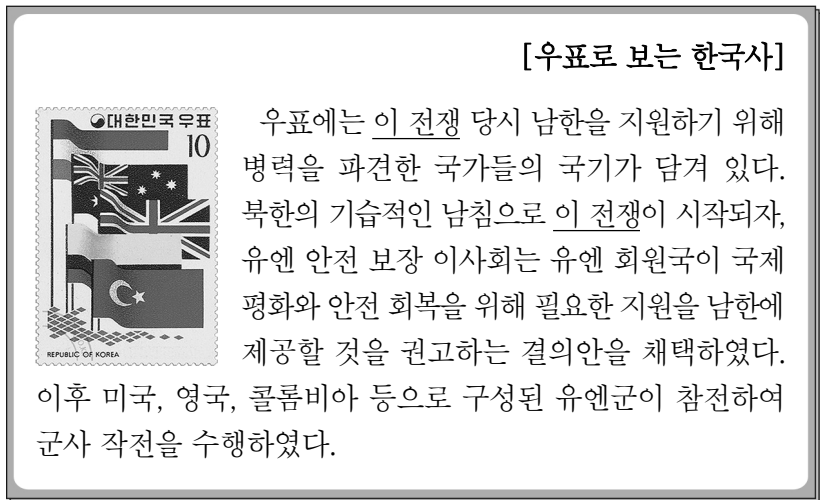 [우표로 보는 한국사]
대한민국우표
10
REPUBLIC OF KOREA
우표에는 이 전쟁 당시 남한을 지원하기 위해
병력을 파견한 국가들의 국기가 담겨 있다.
북한의 기습적인 남침으로 이 전쟁이 시작되자,
유엔 안전 보장 이사회는 유엔 회원국이 국제
평화와 안전 회복을 위해 필요한 지원을 남한에
제공할 것을 권고하는 결의안을 채택하였다.
이후 미국, 영국, 콜롬비아 등으로 구성된 유엔군이 참전하여
군사 작전을 수행하였다.